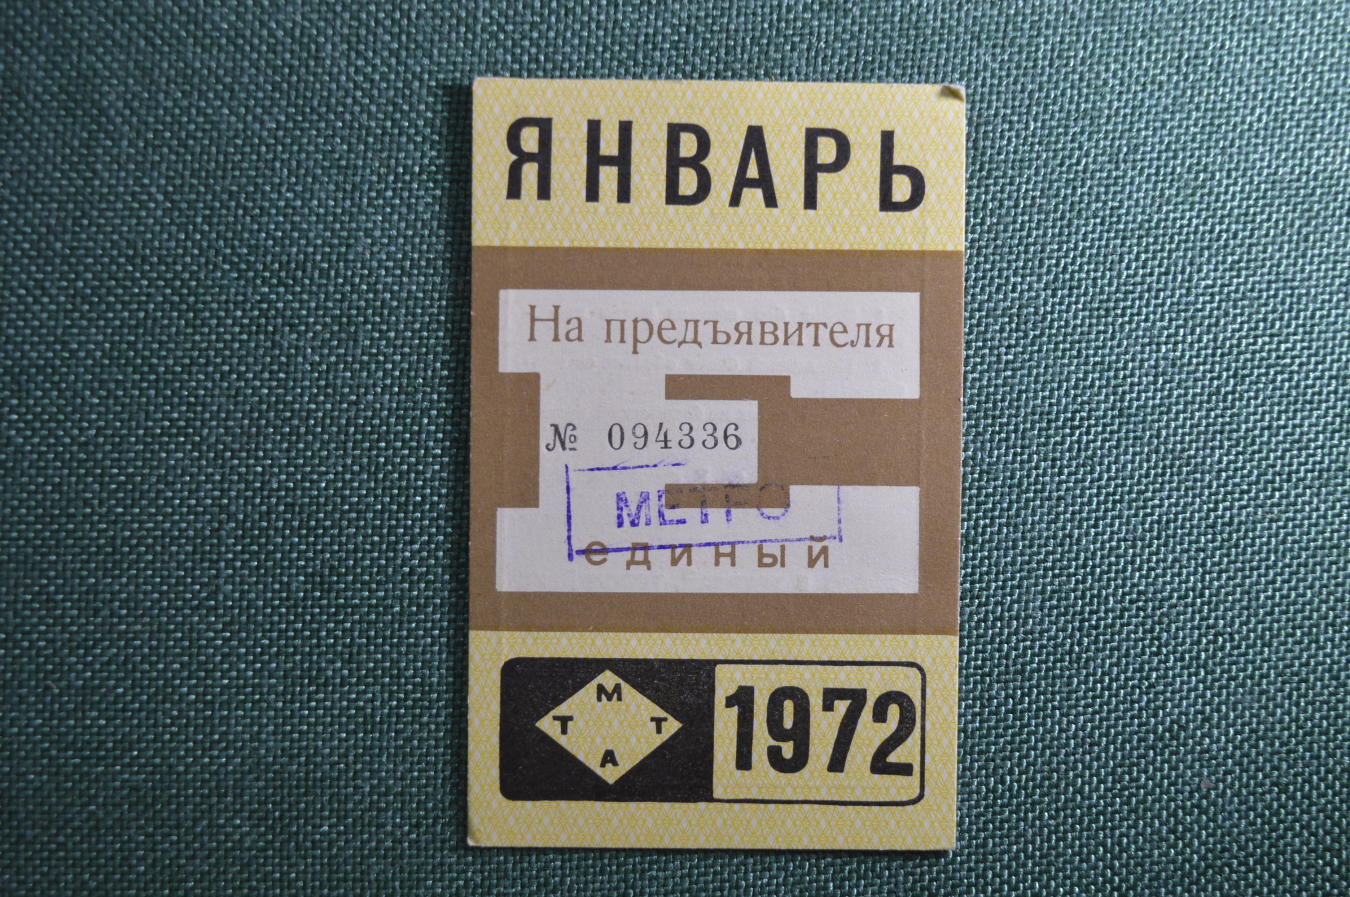 ЯНВАРЬ
На предъявителя
№ 094336
МЕТРО
единый
М
Т Т
А
1972